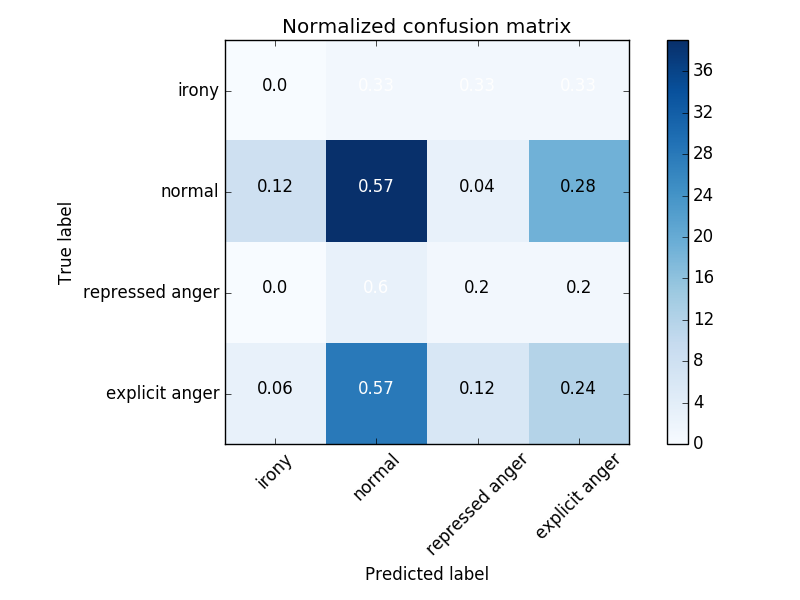 Normalized confusion matrix
True label
irony 0.0 0.33 0.33 0.33
normal 0.12 0.57 0.04 0.28
repressed anger 0.0 0.6 0.2 0.2
explicit anger 0.06 0.57 0.12 0.24
irony normal repressed anger explicit anger
Predicted label
36
32
28
24
20
16
12
8
4
0